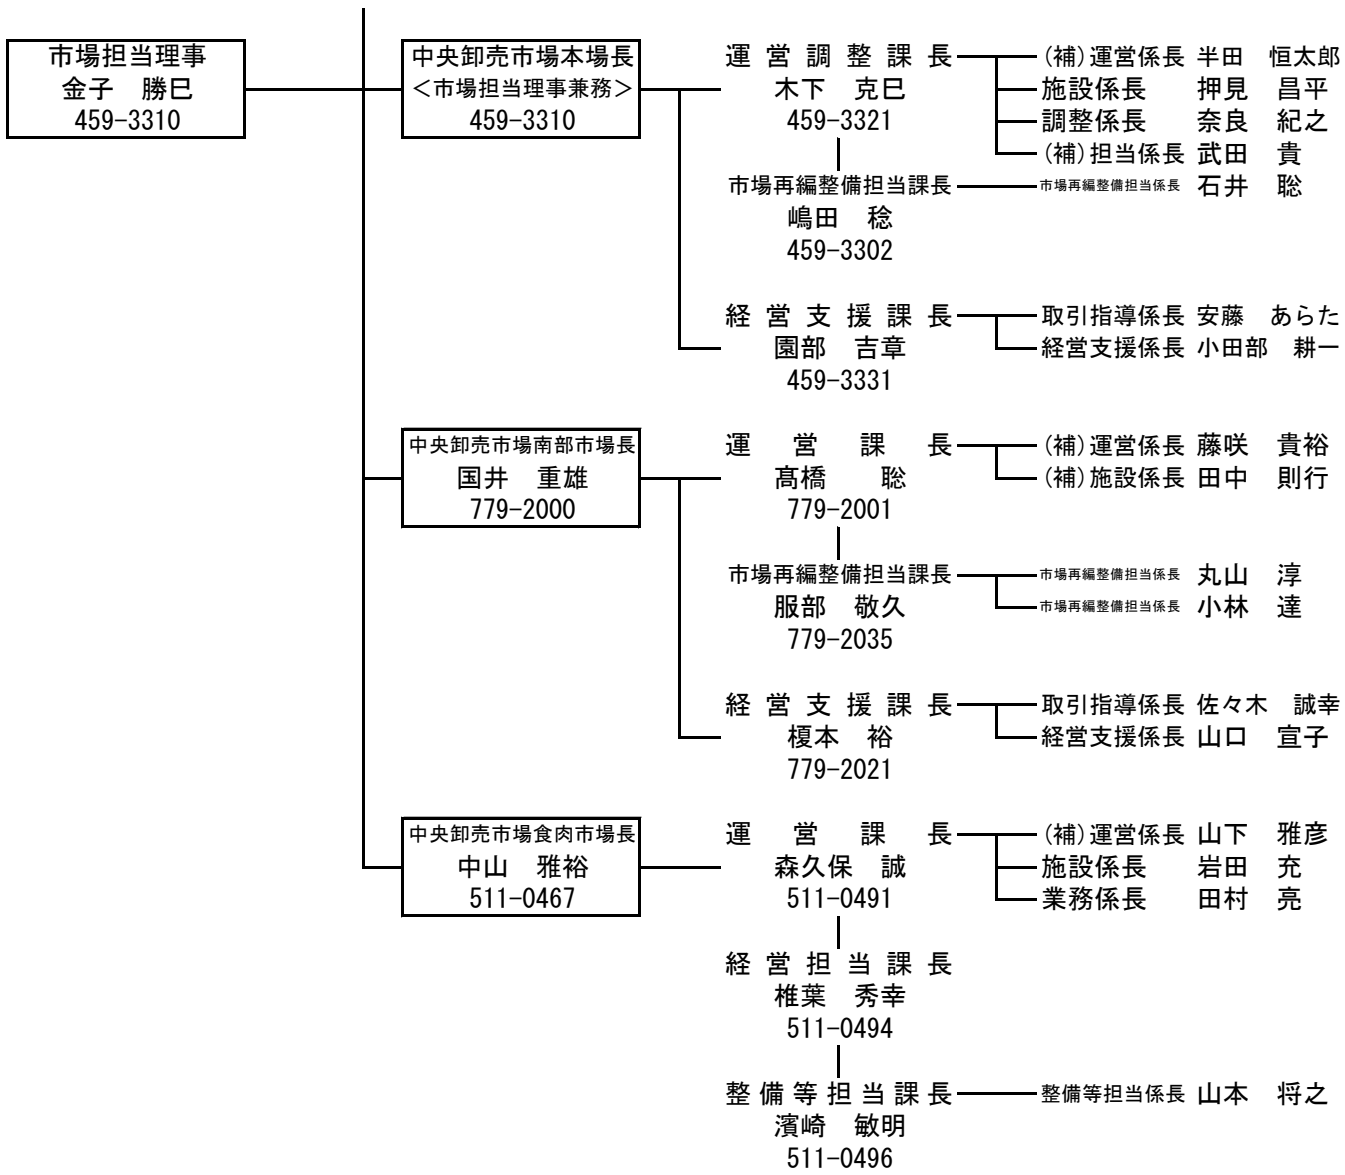 市場担当理事
金子 勝巳
459-3310
中央卸売市場本場長
<市場担当理事兼務>
459-3310
運営調整課長
木下 克巳
459-3321
(補)運営係長 半田 恒太郎
施設係長 押見 昌平
調整係長 奈良 紀之
(補)担当係長 武田 貴
市場再編整備担当課長
嶋田 稔
459-3302
市場再編整備担当係長 石井 聡
経営支援課長
園部 吉章
459-3331
取引指導係長 安藤 あらた
経営支援係長 小田部 耕一
中央卸売市場南部市場長
国井 重雄
779-2000
運営課長
髙橋 聡
779-2001
(補)運営係長 藤咲 貴裕
(補)施設係長 田中 則行
市場再編整備担当課長
服部 敬久
779-2035
市場再編整備担当係長 丸山 淳
市場再編整備担当係長 小林 達
経営支援課長
榎本 裕
779-2021
取引指導係長 佐々木 誠幸
経営支援係長 山口 宣子
中央卸売市場食肉市場長
中山 雅裕
511-0467
運営課長
森久保 誠
511-0491
(補)運営係長 山下 雅彦
施設係長 岩田 充
業務係長 田村 亮
経営担当課長
椎葉 秀幸
511-0494
整備等担当課長
濱崎 敏明
511-0496
整備等担当係長 山本 将之